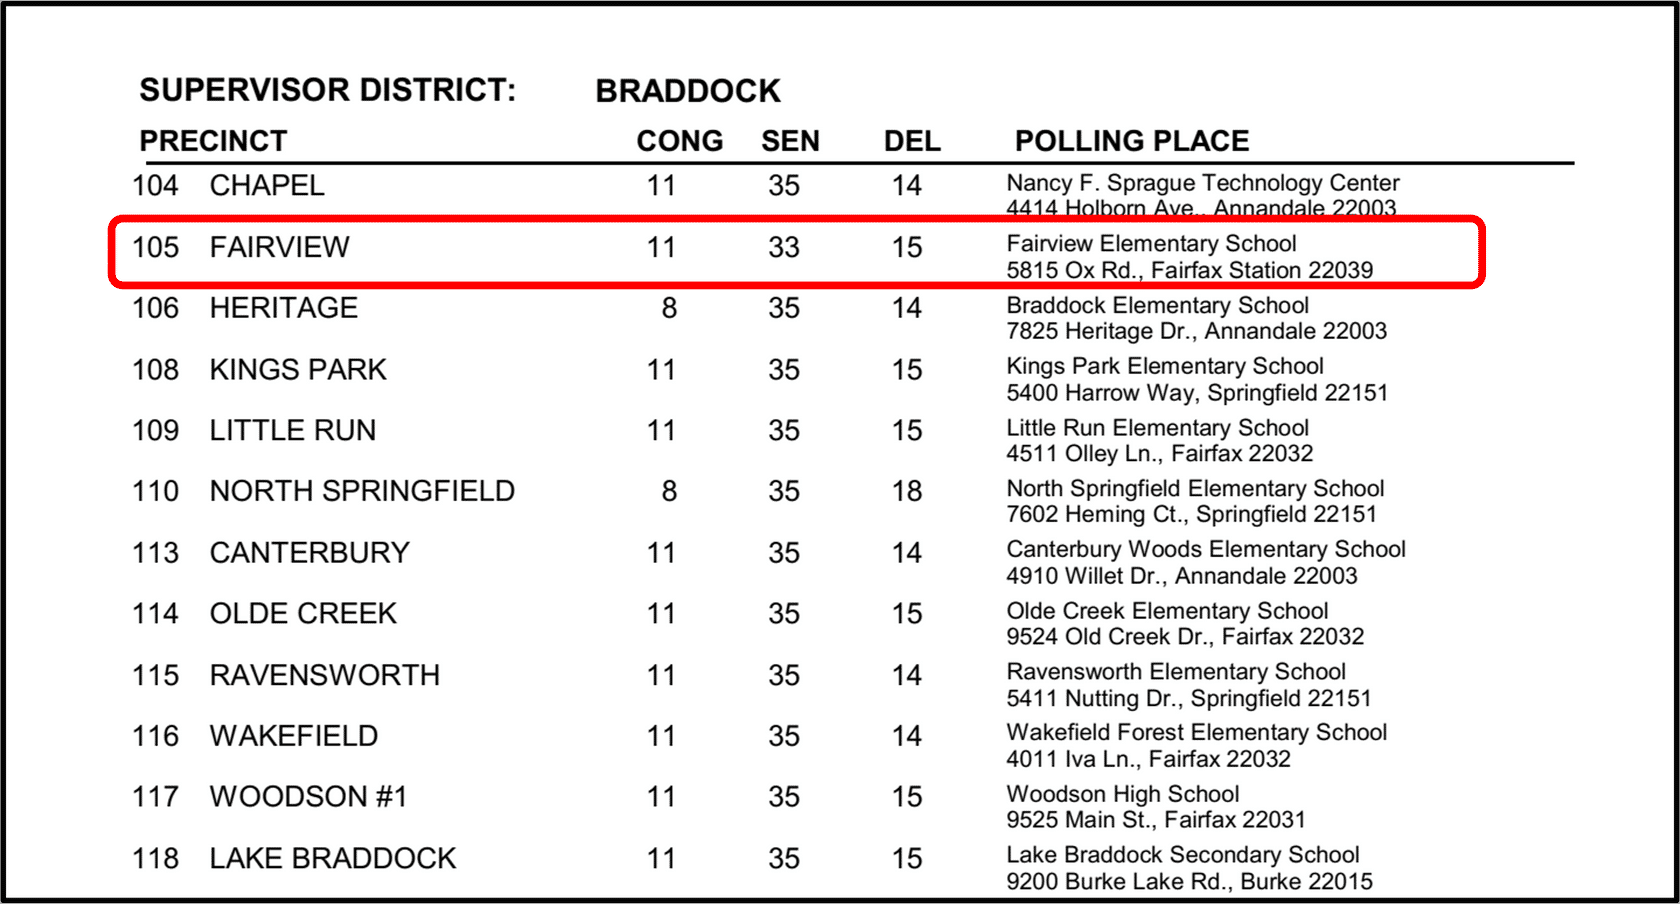 SUPERVISOR DISTRICT: BRADDOCK
PRECINCT CONG SEN DEL POLLING PLACE
104 CHAPEL 11 35 14 Nancy F. Sprague Technology Center
4414 Holborn Ave., Annandale 22003
105 FAIRVIEW 11 33 15 Fairview Elementary School
5815 Ox Rd., Fairfax Station 22039
106 HERITAGE 8 35 14 Braddock Elementary School
7825 Heritage Dr., Annandale 22003
108 KINGS PARK 11 35 15 Kings Park Elementary School
5400 Harrow Way, Springfield 22151
109 LITTLE RUN 11 35 15 Little Run Elementary School
4511 Olley Ln., Fairfax 22032
110 NORTH SPRINGFIELD 8 35 18 North Springfield Elementary School
7602 Heming Ct., Springfield 22151
113 CANTERBURY 11 35 14 Canterbury Woods Elementary School
4910 Willet Dr., Annandale 22003
114 OLDE CREEK 11 35 15 Olde Creek Elementary School
9524 Old Creek Dr., Fairfax 22032
115 RAVENSWORTH 11 35 14 Ravensworth Elementary School
5411 Nutting Dr., Springfield 22151
116 WAKEFIELD 11 35 14 Wakefield Forest Elementary School
4011 Iva Ln., Fairfax 22032
117 WOODSON #1 11 35 15 Woodson High School
9525 Main St., Fairfax 22031
118 LAKE BRADDOCK 11 35 15 Lake Braddock Secondary School
9200 Burke Lake Rd., Burke 22015